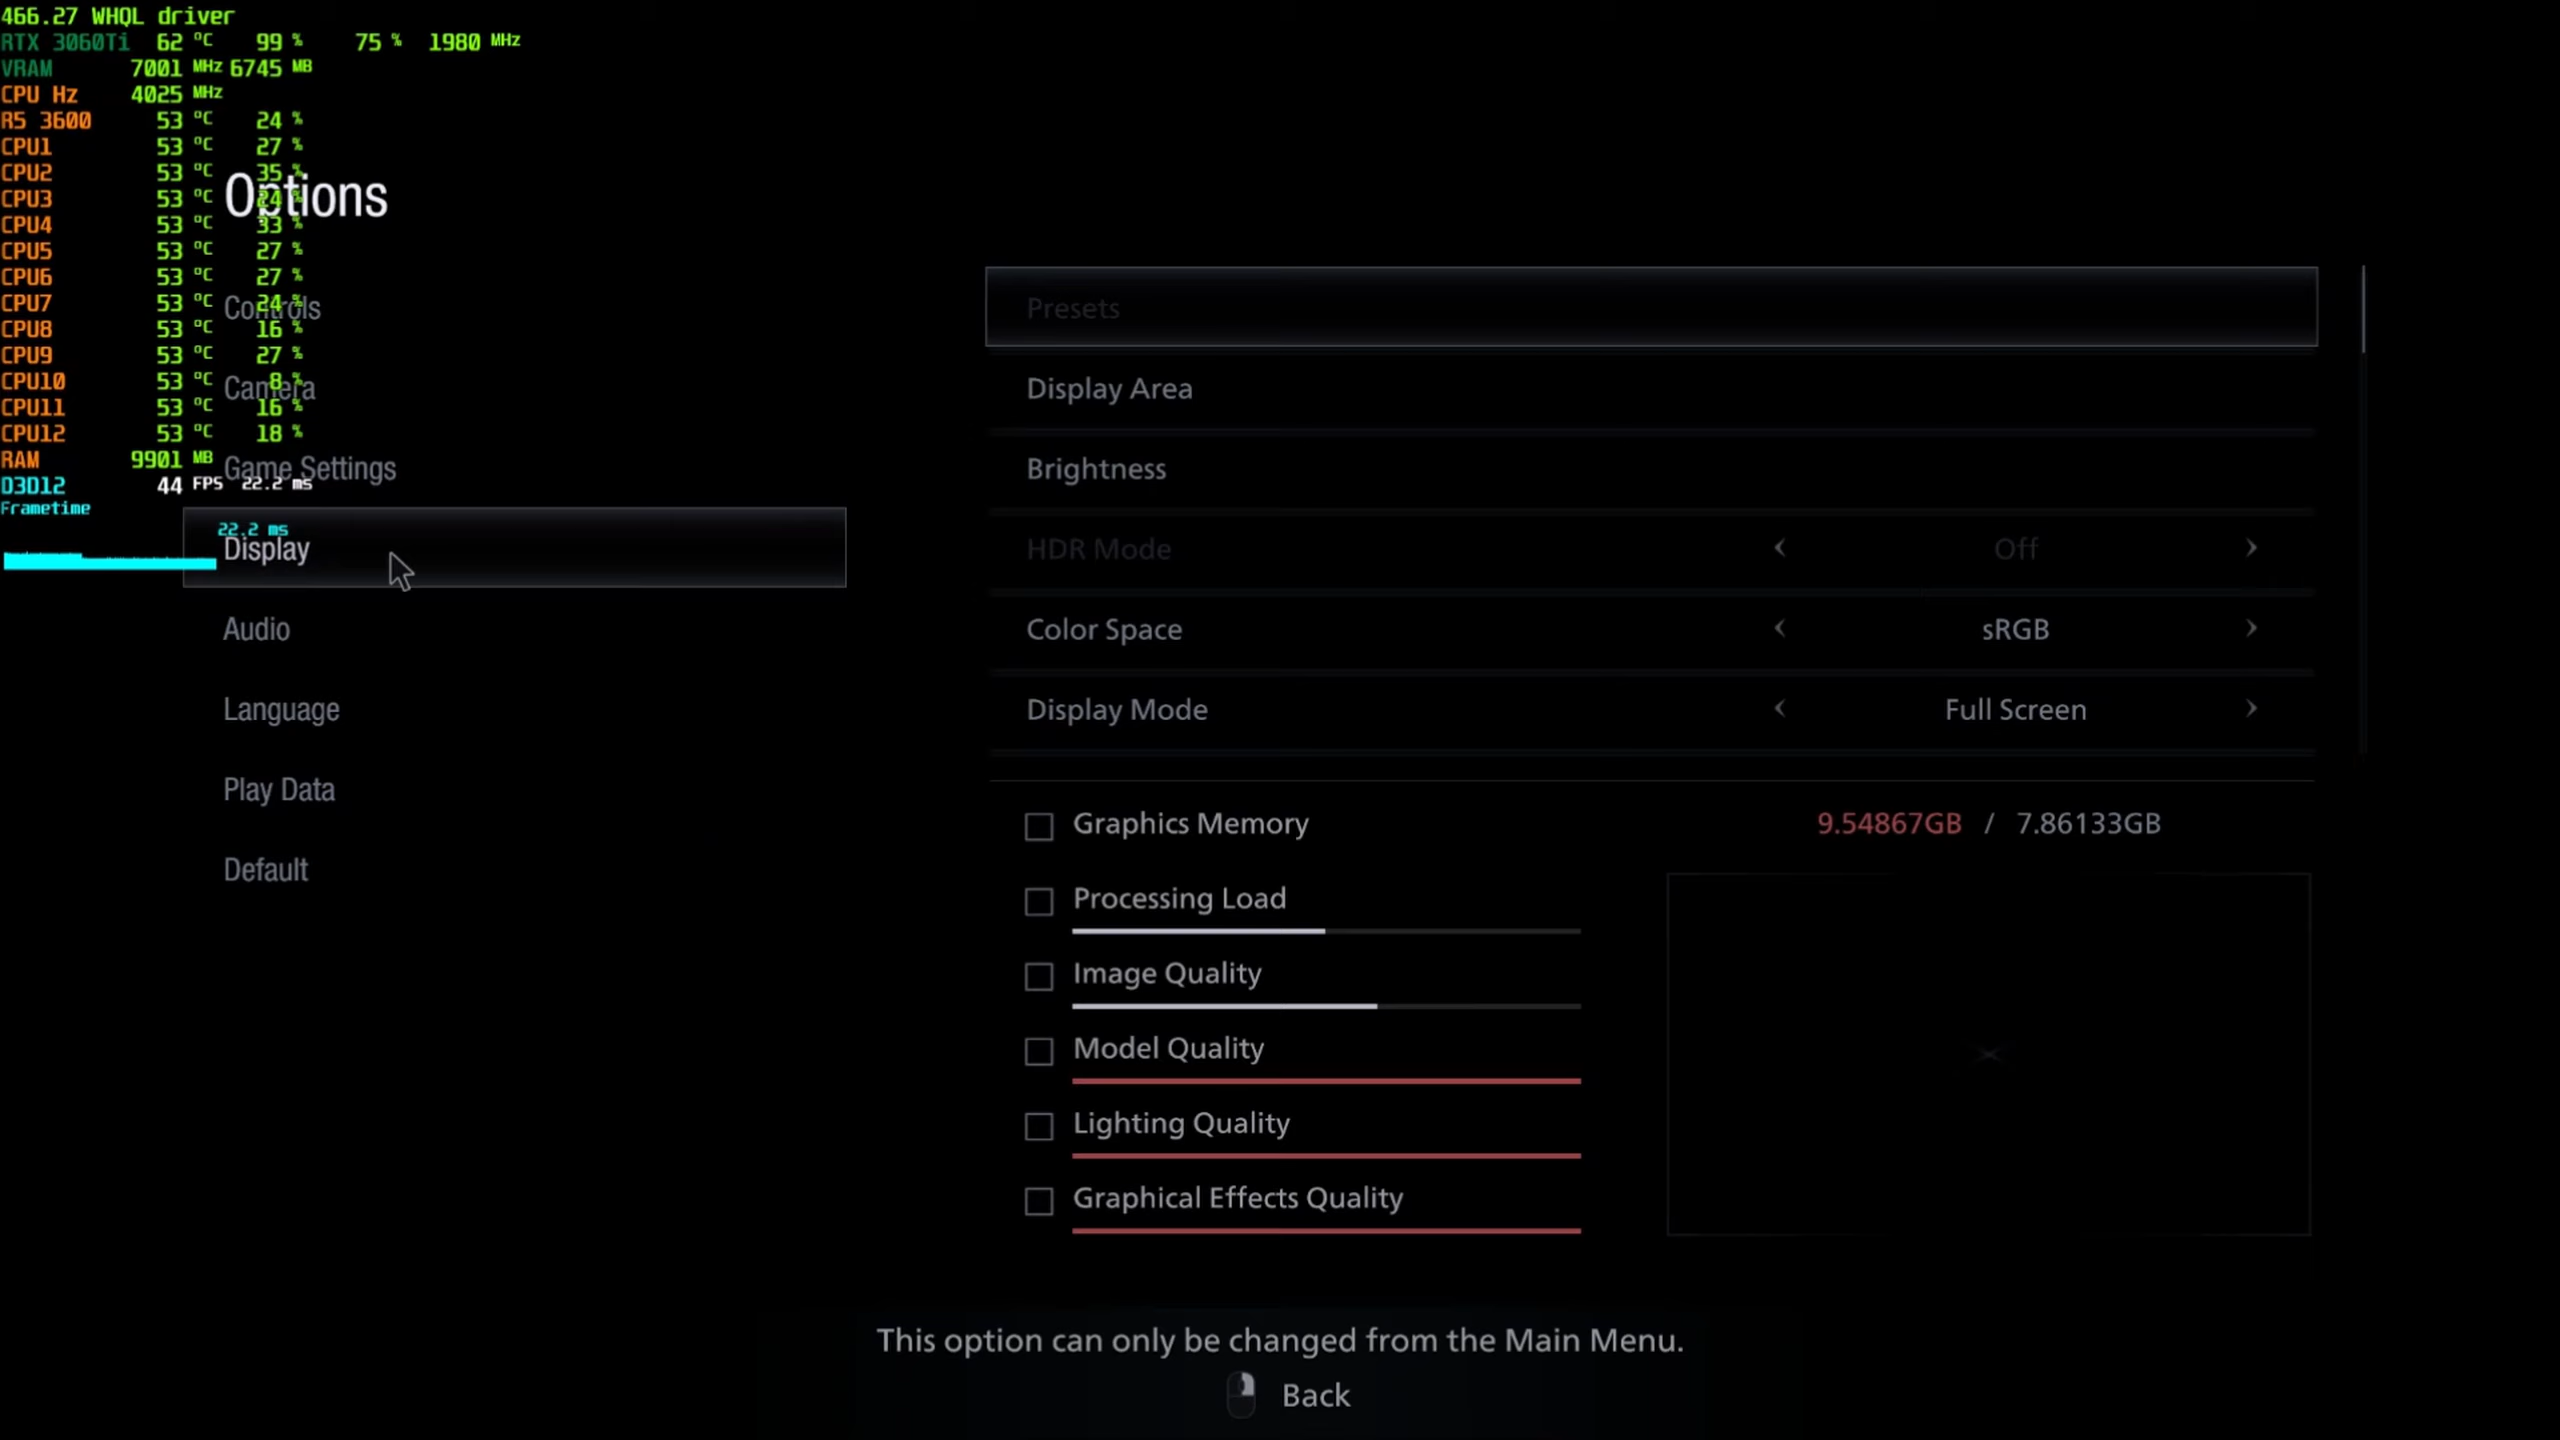 466.27 WHQL driver
RTX 3060Ti 62 °C 99 % 75 % 1980 MHz
VRAM 7001 MHz 6745 MB
CPU Hz 4025 MHz
R5 3600 53 °C 24 %
CPU1 53 °C 27 %
CPU2 53 °C 35 %
CPU3 53 °C 24 %
CPU4 53 °C 33 %
CPU5 53 °C 27 %
CPU6 53 °C 27 %
CPU7 53 °C 24 %
CPU8 53 °C 16 %
CPU9 53 °C 27 %
CPU10 53 °C 8 %
CPU11 53 °C 16 %
CPU12 53 °C 18 %
RAM 9901 MB
D3D12 44 FPS 22.2 ms
Frametime
22.2 ms
Options
Controls
Camera
Game Settings
Display
Audio
Language
Play Data
Default
Presets
Display Area
Brightness
HDR Mode Off
Color Space sRGB
Display Mode Full Screen
Graphics Memory 9.54867GB / 7.86133GB
Processing Load
Image Quality
Model Quality
Lighting Quality
Graphical Effects Quality
This option can only be changed from the Main Menu.
Back